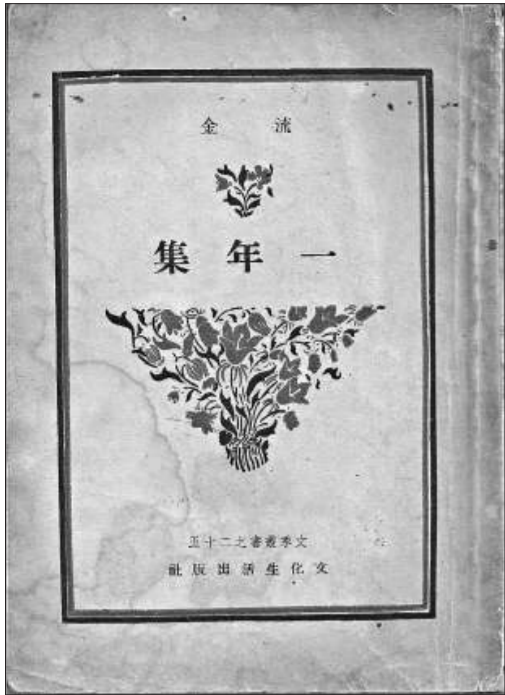 流金
一年集
文季叢書之二十五
文化生活出版社